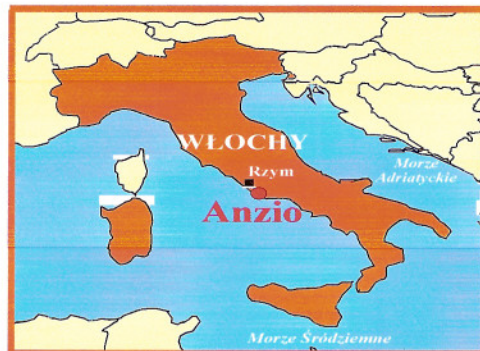 WŁOCHY
Rzym
Anzio
Morze
Adriatyckie
Morze Śródziemne